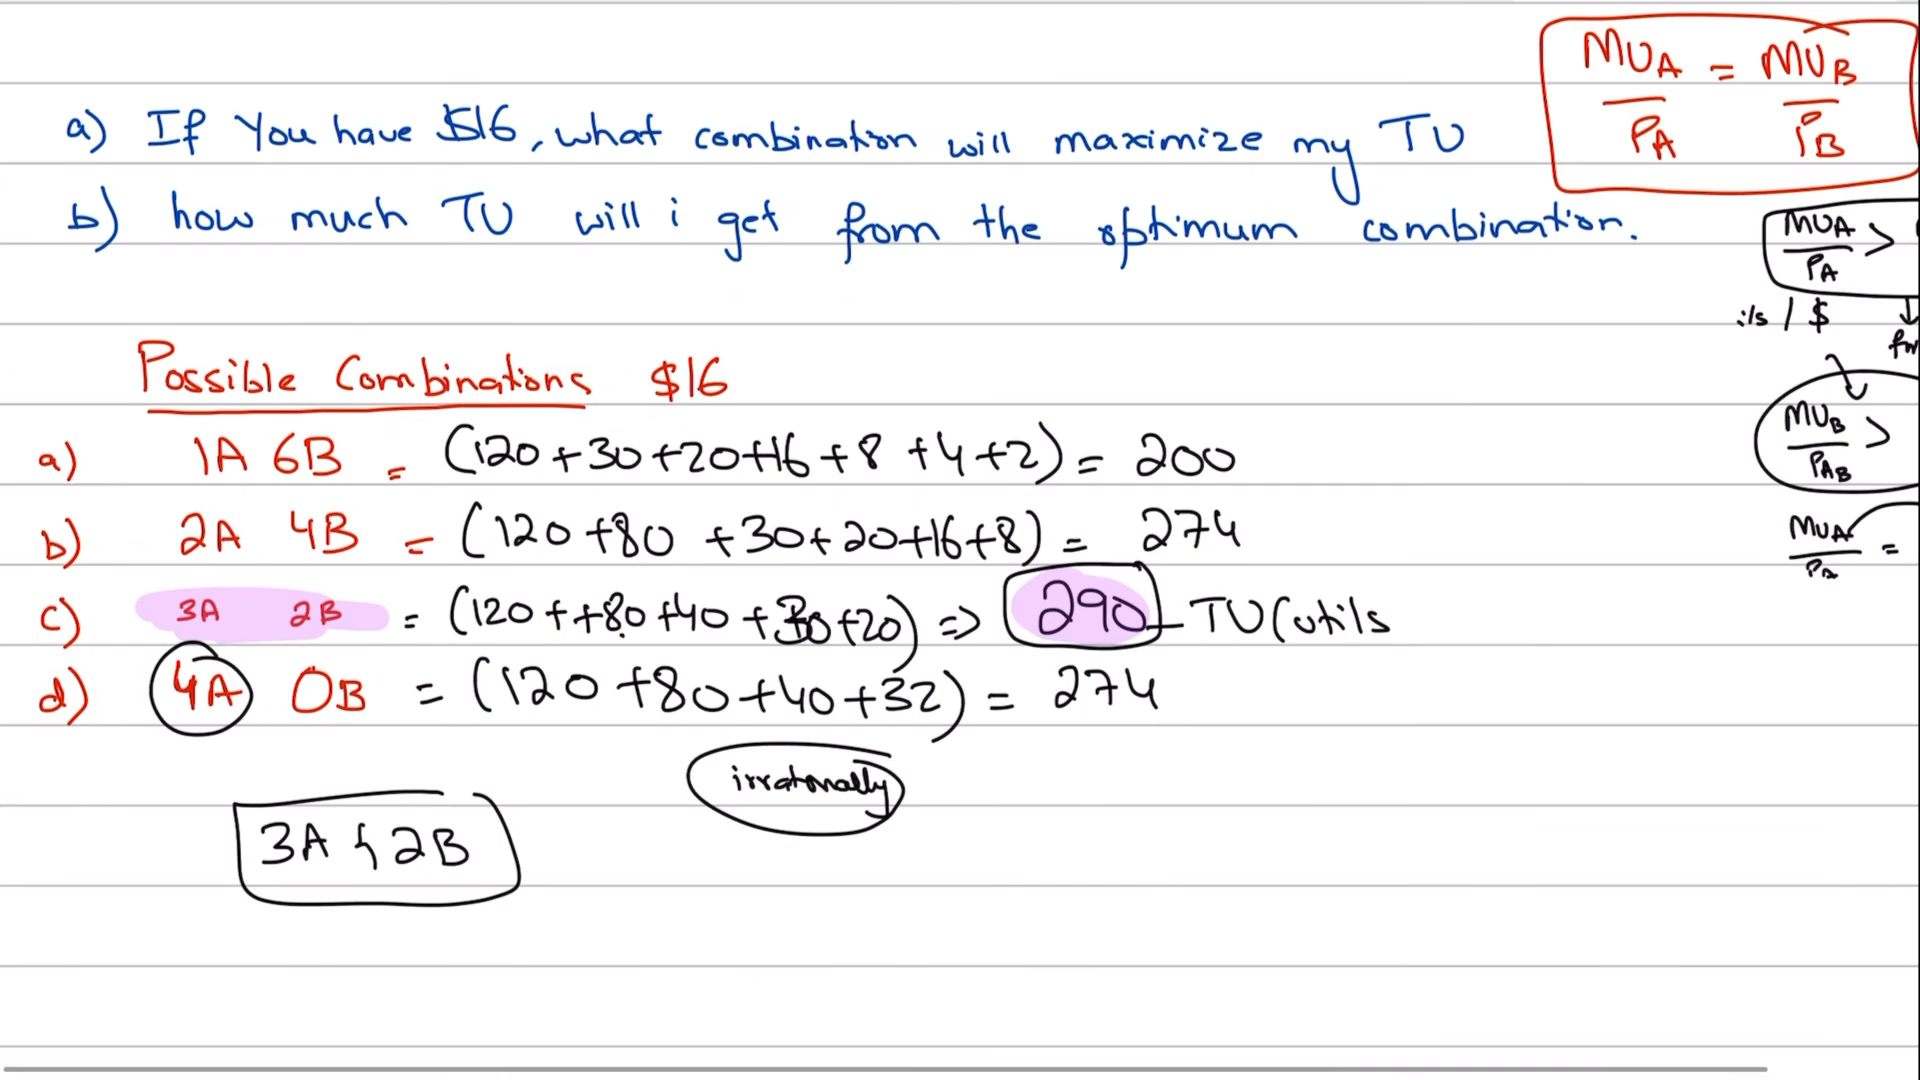 a) If you have $16, what combination will maximize my TU
b) how much TU will i get from the optimum combination.
MUA/PA = MUB/PB
MUA/PA >
/ $
MUB/PAB >
MUA/PA =
Possible Combinations $16
a) 1A 6B = (120+30+20+16+8+4+2) = 200
b) 2A 4B = (120+80+30+20+16+8) = 274
c) 3A 2B = (120++80+40+30+20) => 290 - TU (utils
d) 4A 0B = (120+80+40+32) = 274
irrationally
3A & 2B